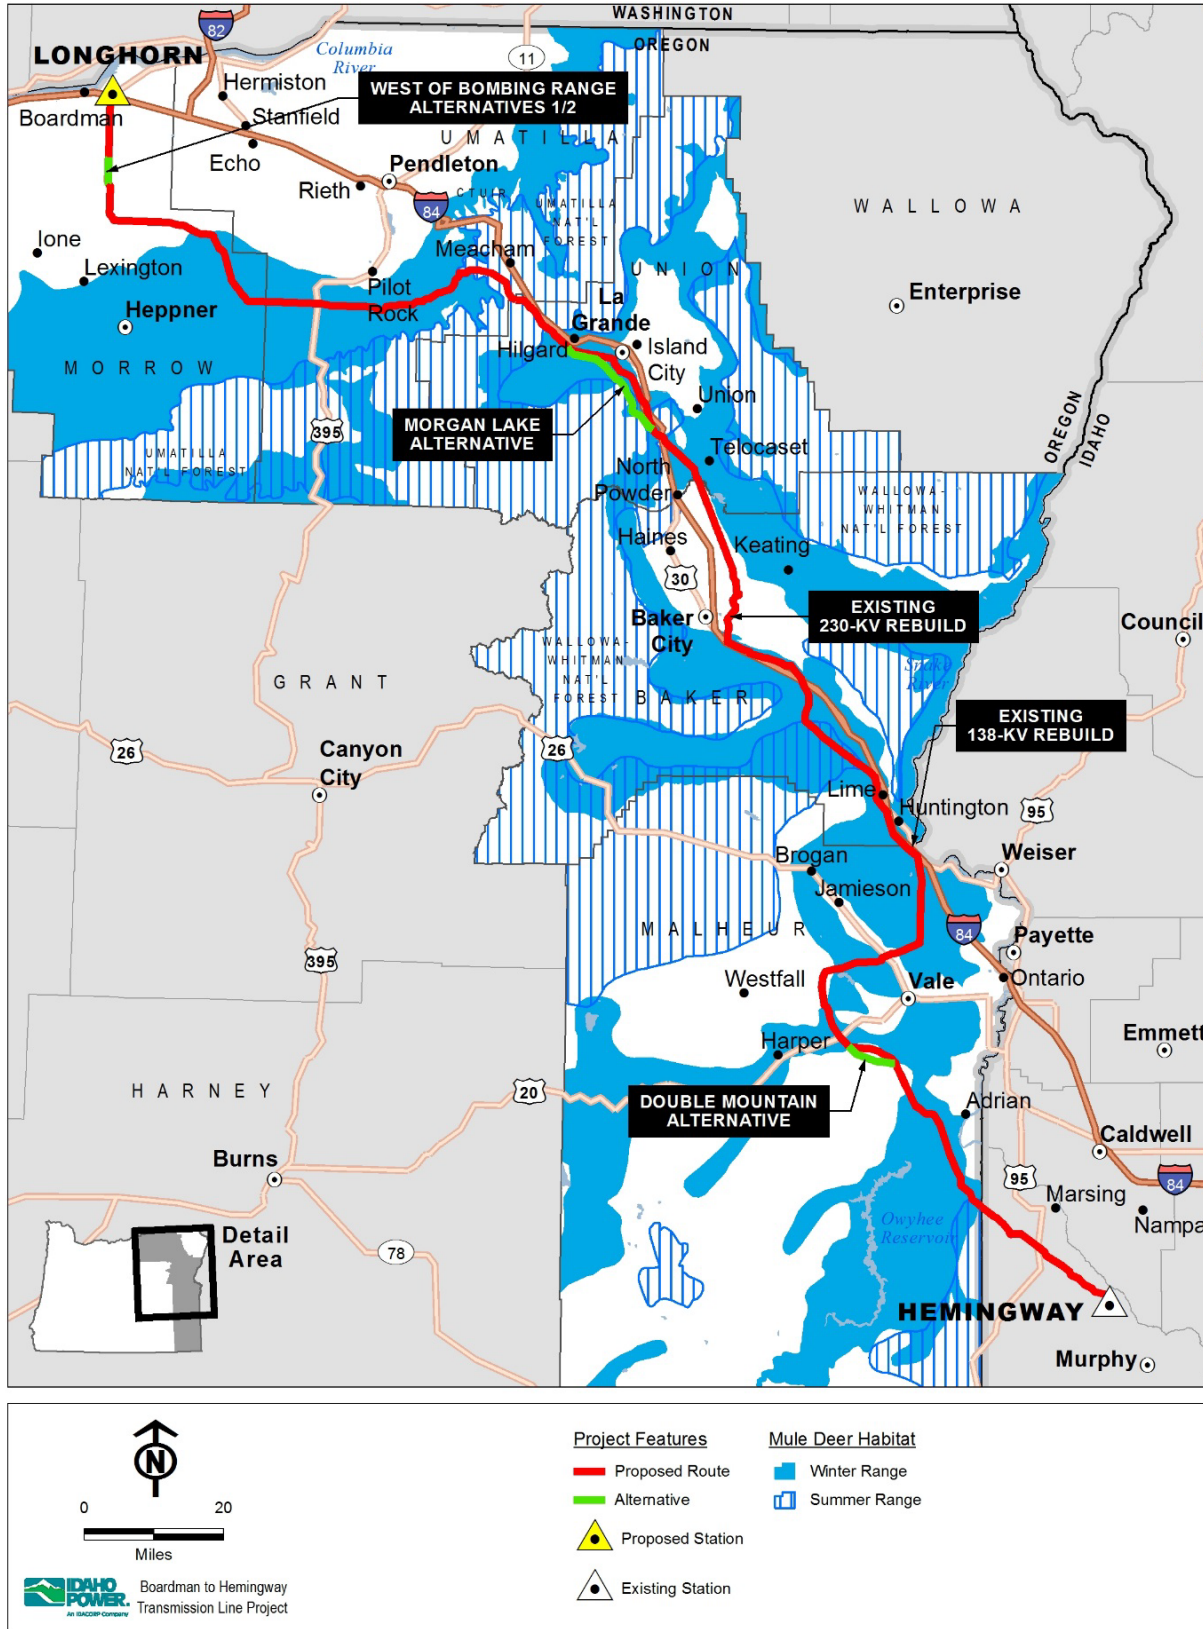 WASHINGTON
OREGON
82
LONGHORN
Columbia
River
11
Hermiston
WEST OF BOMBING RANGE
ALTERNATIVES 1/2
Boardman
Stanfield
UMATILLA
Echo
Pendleton
Rieth
CTUIR
84
UMATILLA
NAT'L
FOREST
WALLOWA
Ione
Meacham
UNION
Lexington
Pilot
Rock
Enterprise
Heppner
La
Grande
Hilgard
Island
City
MORROW
Union
OREGON
IDAHO
395
MORGAN LAKE
ALTERNATIVE
Telocaset
UMATILLA
NAT'L FOREST
North
Powder
WALLOWA-
WHITMAN
NAT'L FOREST
Haines
Keating
30
EXISTING
230-KV REBUILD
Baker
City
Council
WALLOWA-
WHITMAN
NAT'L
FOREST
Snake
River
GRANT
BAKER
EXISTING
138-KV REBUILD
26
Canyon
City
26
Lime
Huntington
95
Brogan
Weiser
Jamieson
MALHEUR
84
Payette
395
Westfall
Vale
Ontario
Harper
Emmett
HARNEY
20
DOUBLE MOUNTAIN
ALTERNATIVE
Adrian
Caldwell
Burns
95
84
Marsing
Nampa
Detail
Area
78
Owyhee
Reservoir
HEMINGWAY
Murphy
N
0 20
Miles
IDAHO
POWER.
An IDACORP Company
Boardman to Hemingway
Transmission Line Project
Project Features
Proposed Route
Alternative
Proposed Station
Existing Station
Mule Deer Habitat
Winter Range
Summer Range